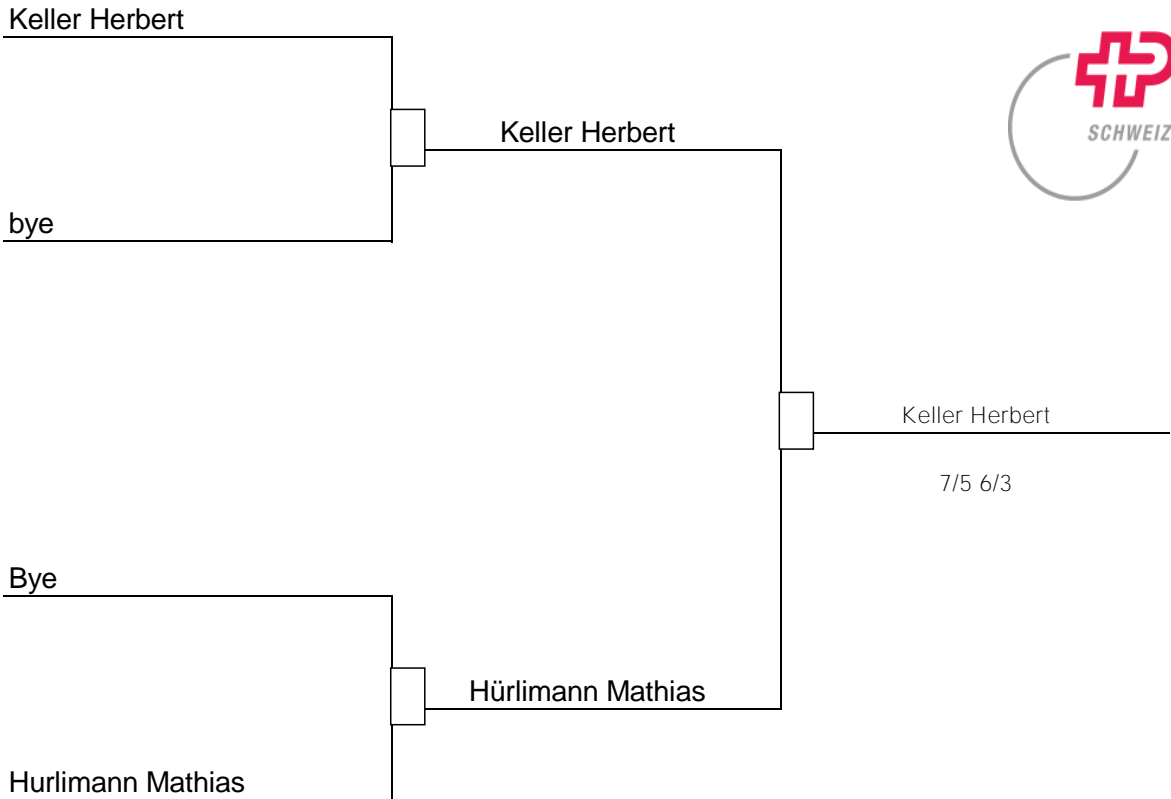 Keller Herbert
SCHWEIZ
Keller Herbert
bye
Keller Herbert
7/5 6/3
Bye
Hürlimann Mathias
Hurlimann Mathias